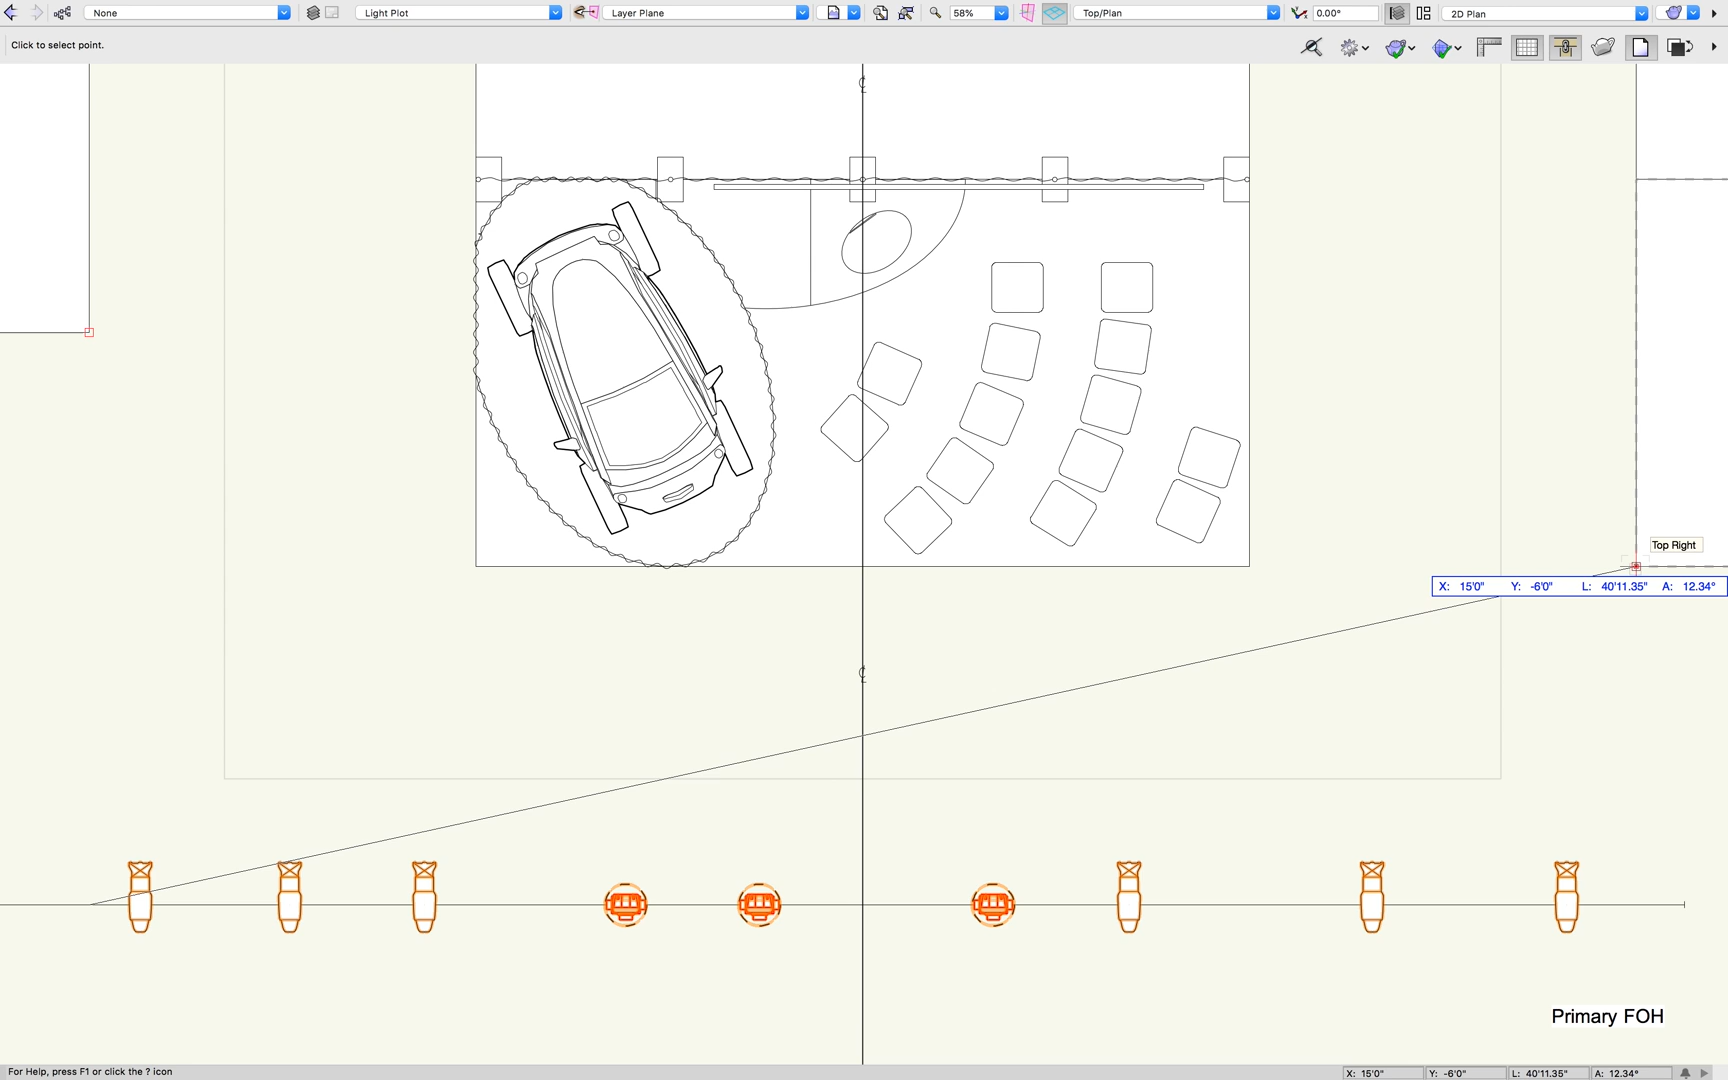 None
Light Plot
Layer Plane
58%
Top/Plan
0.00°
2D Plan
Click to select point.
Top Right
X: 15'0" Y: -6'0" L: 40'11.35" A: 12.34°
Primary FOH
For Help, press F1 or click the ? icon
X: 15'0" Y: -6'0" L: 40'11.35" A: 12.34°